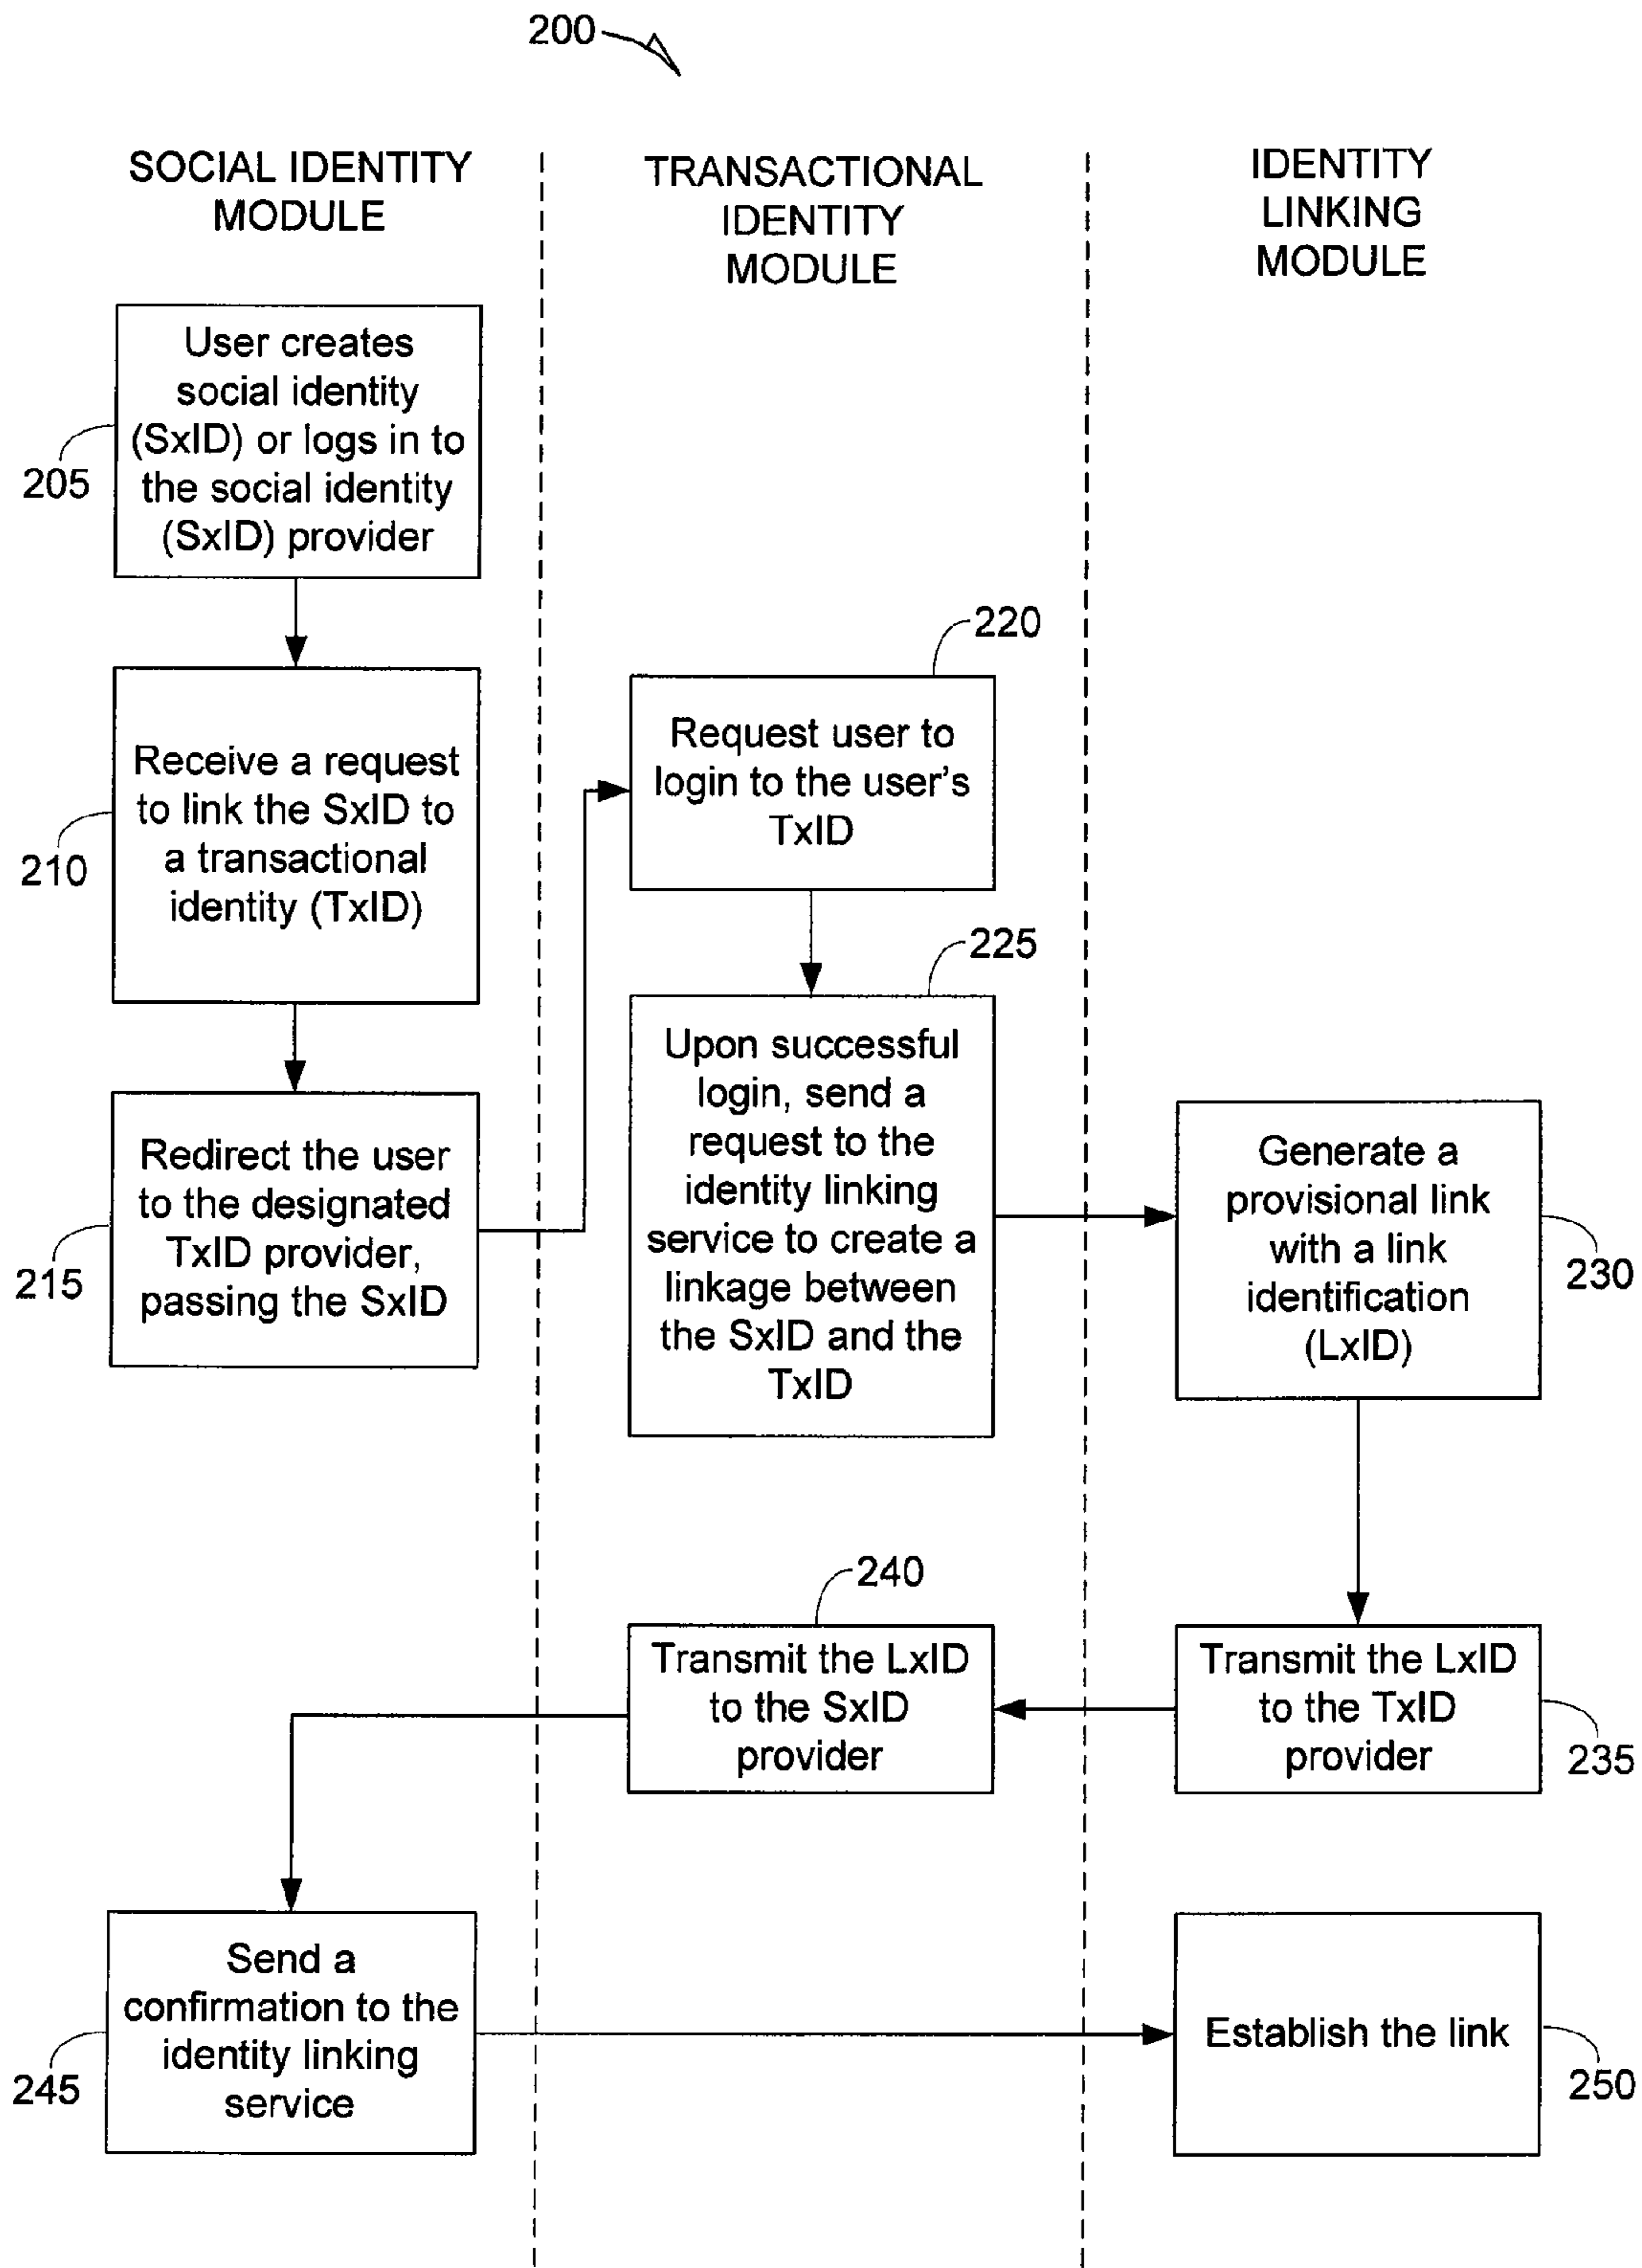 200
SOCIAL IDENTITY
MODULE
TRANSACTIONAL
IDENTITY
MODULE
IDENTITY
LINKING
MODULE
User creates
social identity
(SxID) or logs in to
the social identity
(SxID) provider
205
Receive a request
to link the SxID to
a transactional
identity (TxID)
210
Redirect the user
to the designated
TxID provider,
passing the SxID
215
220
Request user to
login to the user's
TxID
225
Upon successful
login, send a
request to the
identity linking
service to create a
linkage between
the SxID and the
TxID
Generate a
provisional link
with a link
identification
(LxID)
230
Transmit the LxID
to the TxID
provider
235
240
Transmit the LxID
to the SxID
provider
Send a
confirmation to the
identity linking
service
245
Establish the link
250